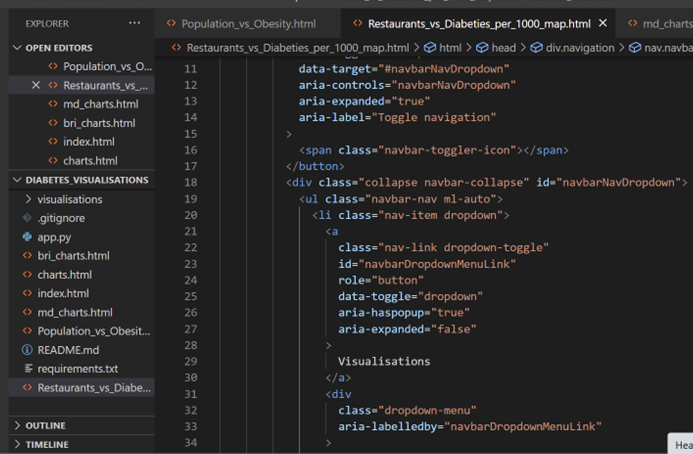 EXPLORER ...
OPEN EDITORS
Population_vs_O...
Restaurants_vs_...
md_charts.html
bri_charts.html
index.html
charts.html
DIABETES_VISUALISATIONS
visualisations
.gitignore
app.py
bri_charts.html
charts.html
index.html
md_charts.html
Population_vs_Obesit...
README.md
requirements.txt
Restaurants_vs_Diabe...
OUTLINE
TIMELINE
Population_vs_Obesity.html Restaurants_vs_Diabeties_per_1000_map.html md_charts
Restaurants_vs_Diabeties_per_1000_map.html > html > head > div.navigation > nav.navba
11 data-target="#navbarNavDropdown"
12 aria-controls="navbarNavDropdown"
13 aria-expanded="true"
14 aria-label="Toggle navigation"
15 >
16 <span class="navbar-toggler-icon"></span>
17 </button>
18 <div class="collapse navbar-collapse" id="navbarNavDropdown">
19 <ul class="navbar-nav ml-auto">
20 <li class="nav-item dropdown">
21 <a
22 class="nav-link dropdown-toggle"
23 id="navbarDropdownMenuLink"
24 role="button"
25 data-toggle="dropdown"
26 aria-haspopup="true"
27 aria-expanded="false"
28 >
29 Visualisations
30 </a>
31 <div
32 class="dropdown-menu"
33 aria-labelledby="navbarDropdownMenuLink"
34 >
Hea